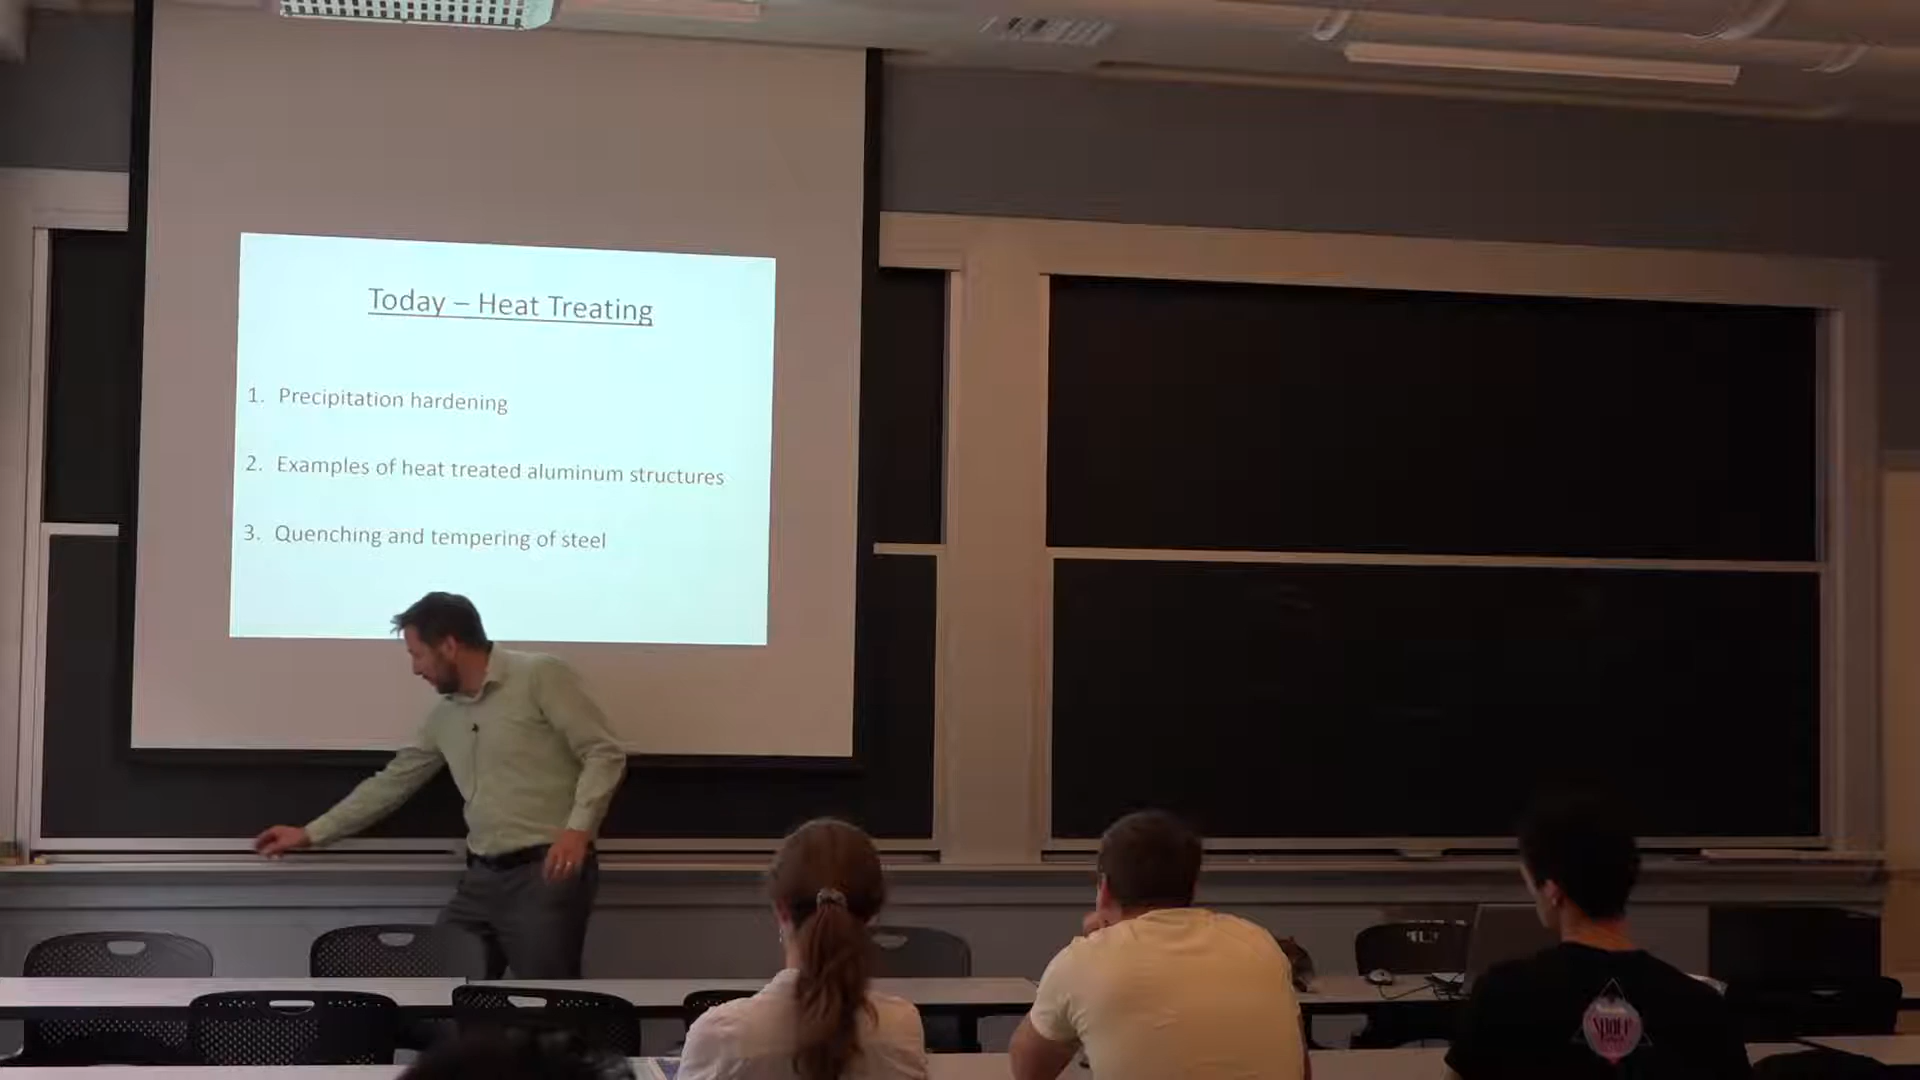 Today – Heat Treating
1. Precipitation hardening
2. Examples of heat treated aluminum structures
3. Quenching and tempering of steel